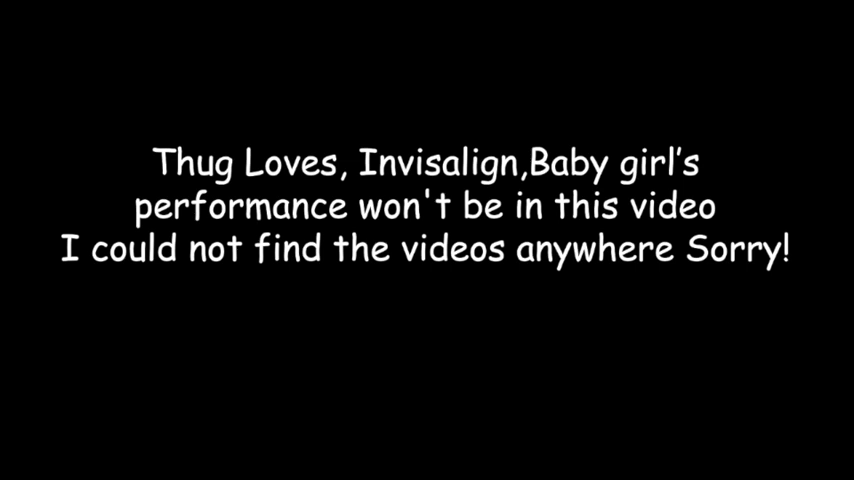 Thug Loves, Invisalign,Baby girl’s
performance won't be in this video
I could not find the videos anywhere Sorry!